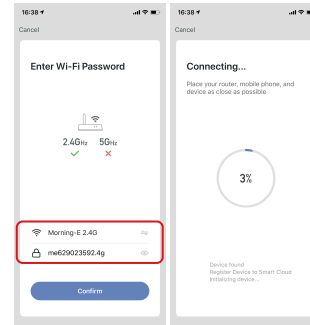 16:38
Cancel
Enter Wi-Fi Password
2.4GHz 5GHz
Morning-E 2.4G
me629023592.4g
Confirm
16:38
Cancel
Connecting...
Place your router, mobile phone, and
device as close as possible
3%
Device found
Register Device to Smart Cloud
Initializing device...